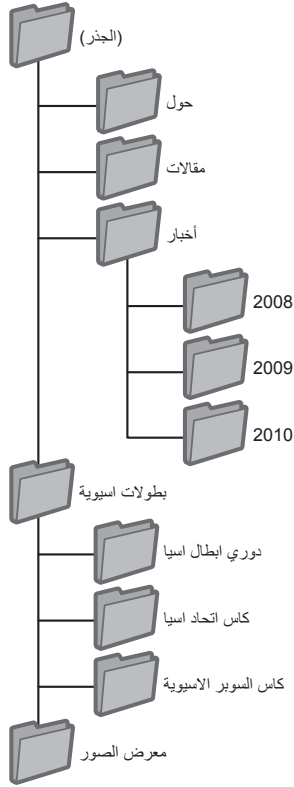 (الجذر)
حول
مقالات
أخبار
2008
2009
2010
بطولات اسيوية
دوري ابطال اسيا
كاس اتحاد اسيا
كاس السوبر الاسيوية
معرض الصور